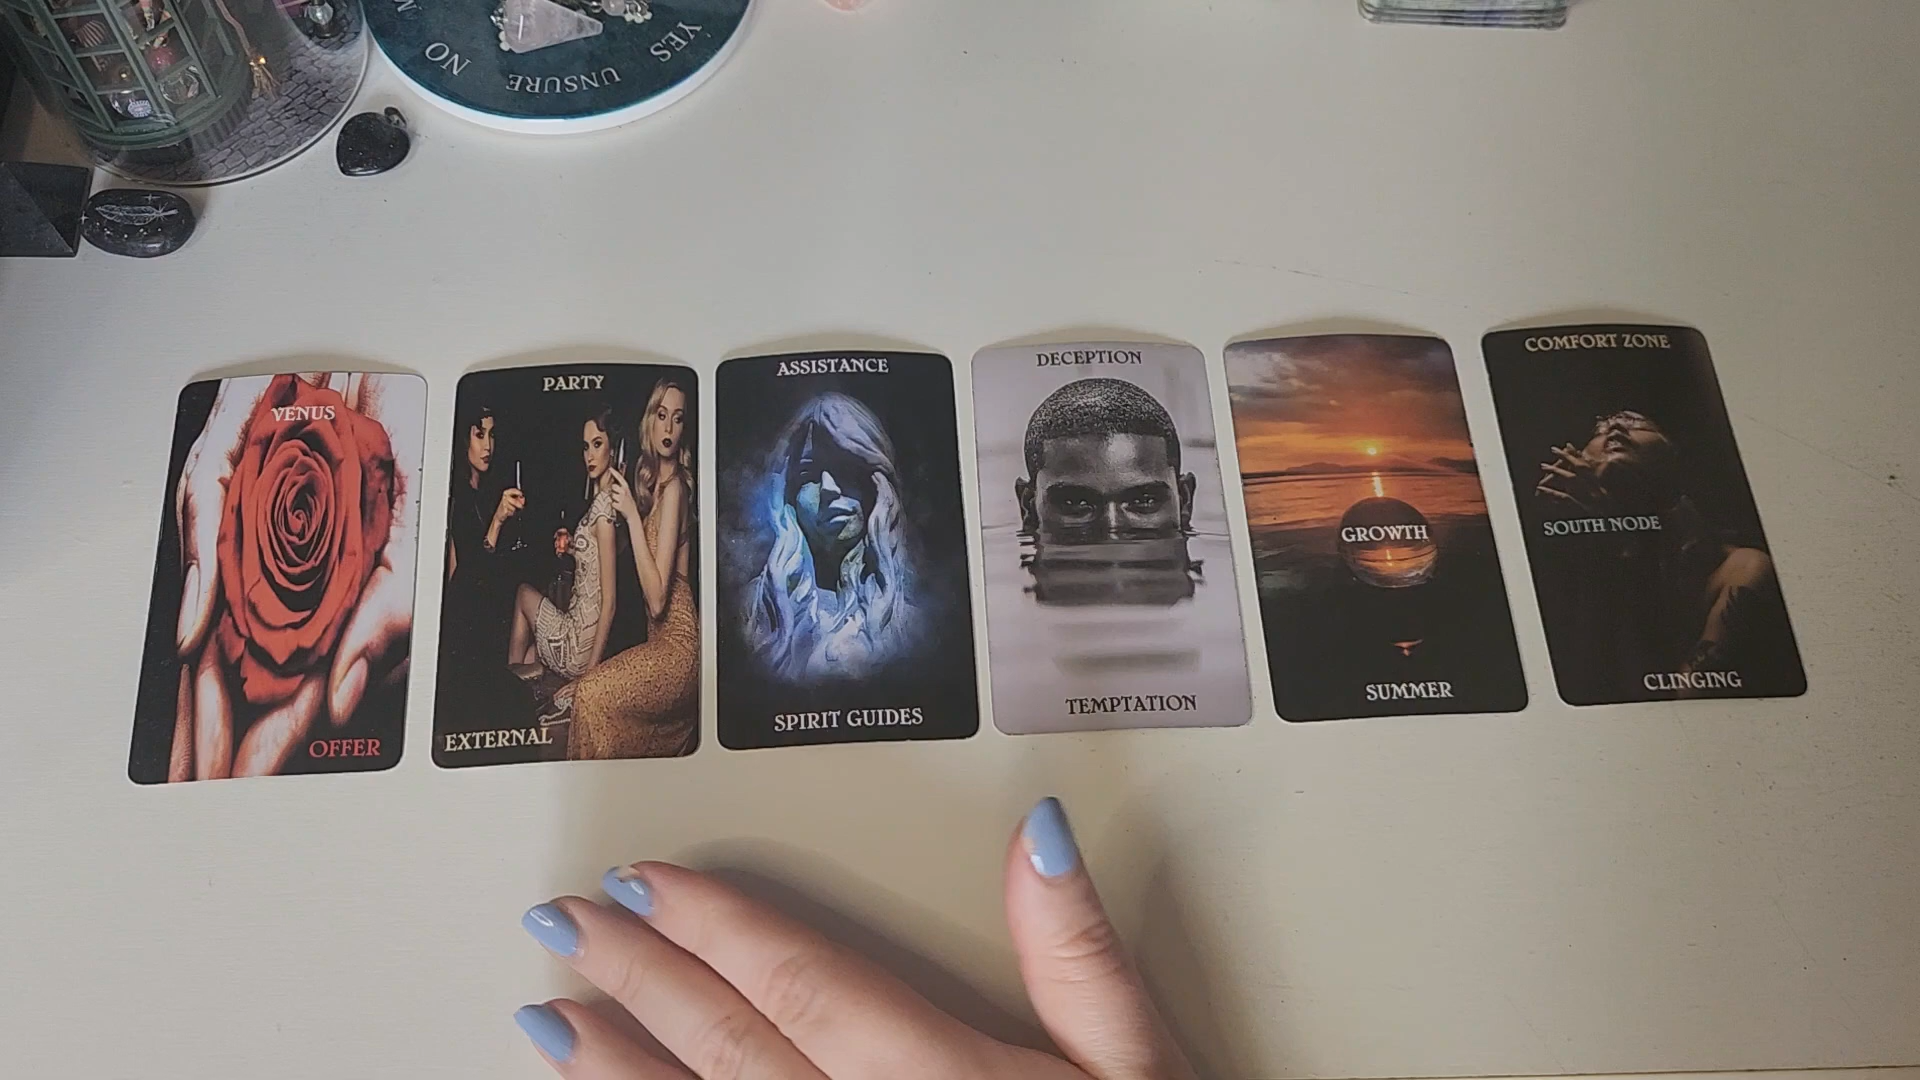 NO
UNSURE
YES
VENUS
OFFER
PARTY
EXTERNAL
ASSISTANCE
SPIRIT GUIDES
DECEPTION
TEMPTATION
GROWTH
SUMMER
COMFORT ZONE
SOUTH NODE
CLINGING